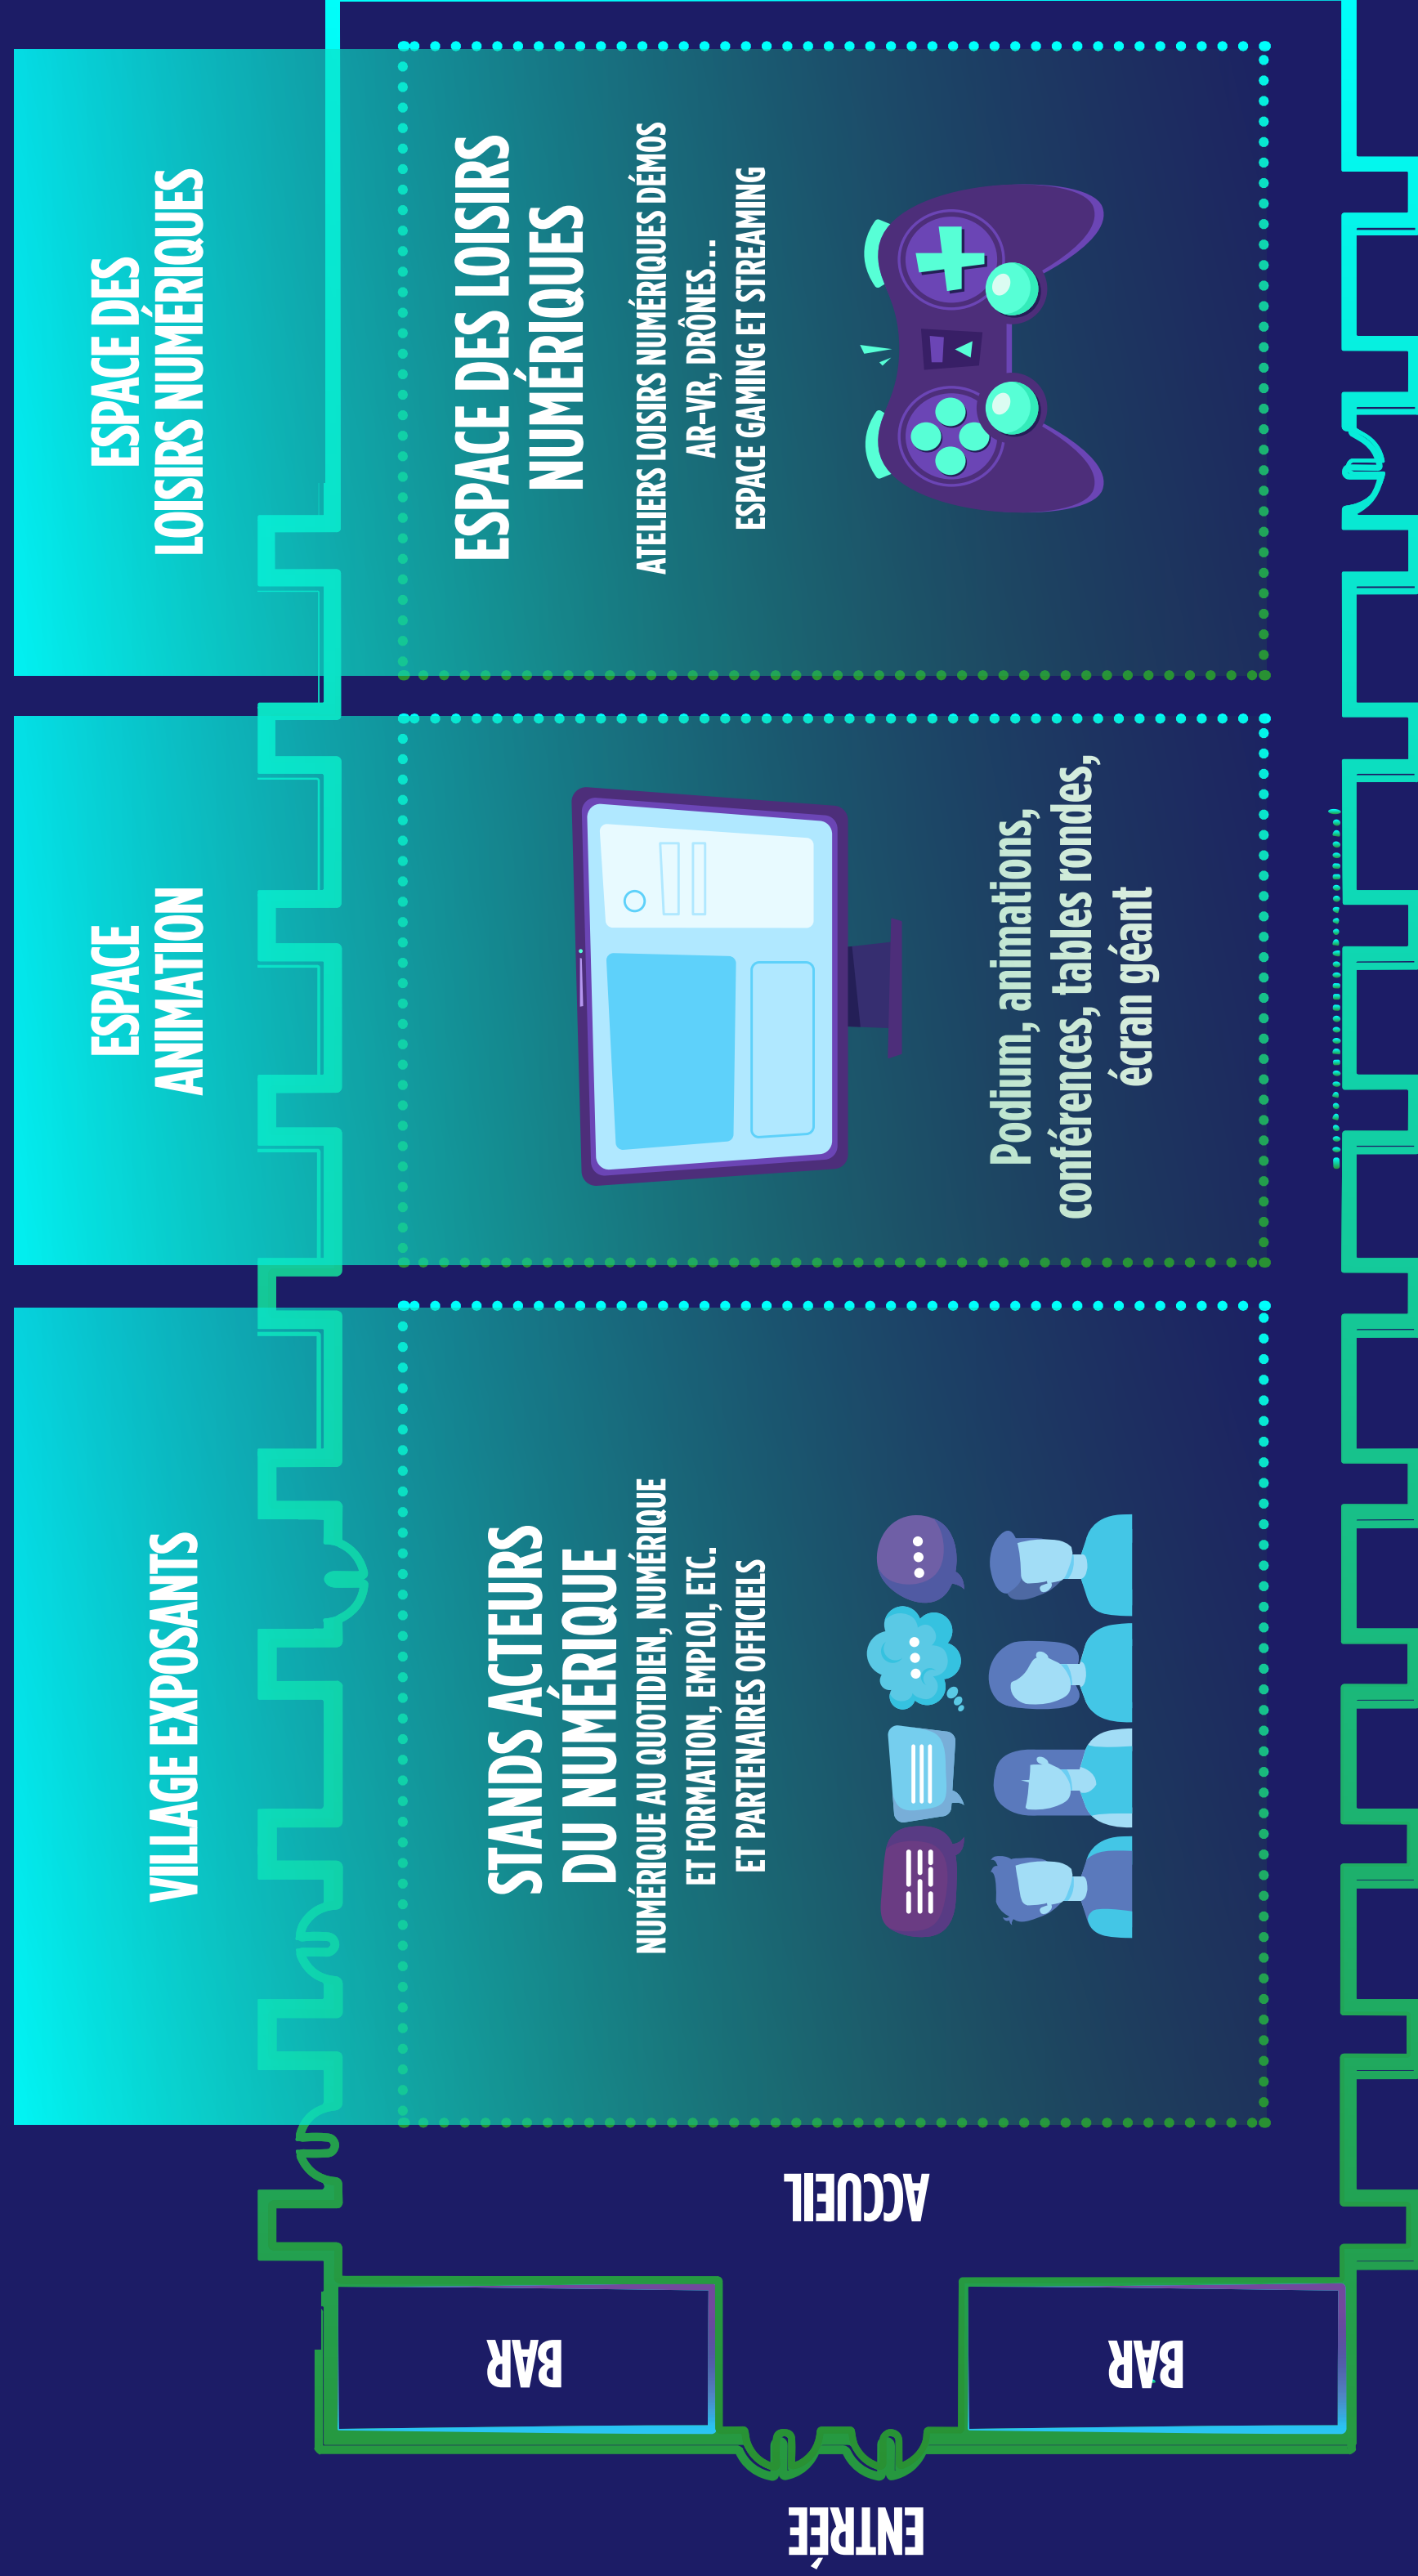 ENTRÉE
BAR
BAR
ACCUEIL
VILLAGE EXPOSANTS
STANDS ACTEURS
DU NUMÉRIQUE
NUMÉRIQUE AU QUOTIDIEN, NUMÉRIQUE
ET FORMATION, EMPLOI, ETC.
ET PARTENAIRES OFFICIELS
ESPACE
ANIMATION
Podium, animations,
conférences, tables rondes,
écran géant
ESPACE DES
LOISIRS NUMÉRIQUES
ESPACE DES LOISIRS
NUMÉRIQUES
ATELIERS LOISIRS NUMÉRIQUES DÉMOS
AR-VR, DRÔNES...
ESPACE GAMING ET STREAMING